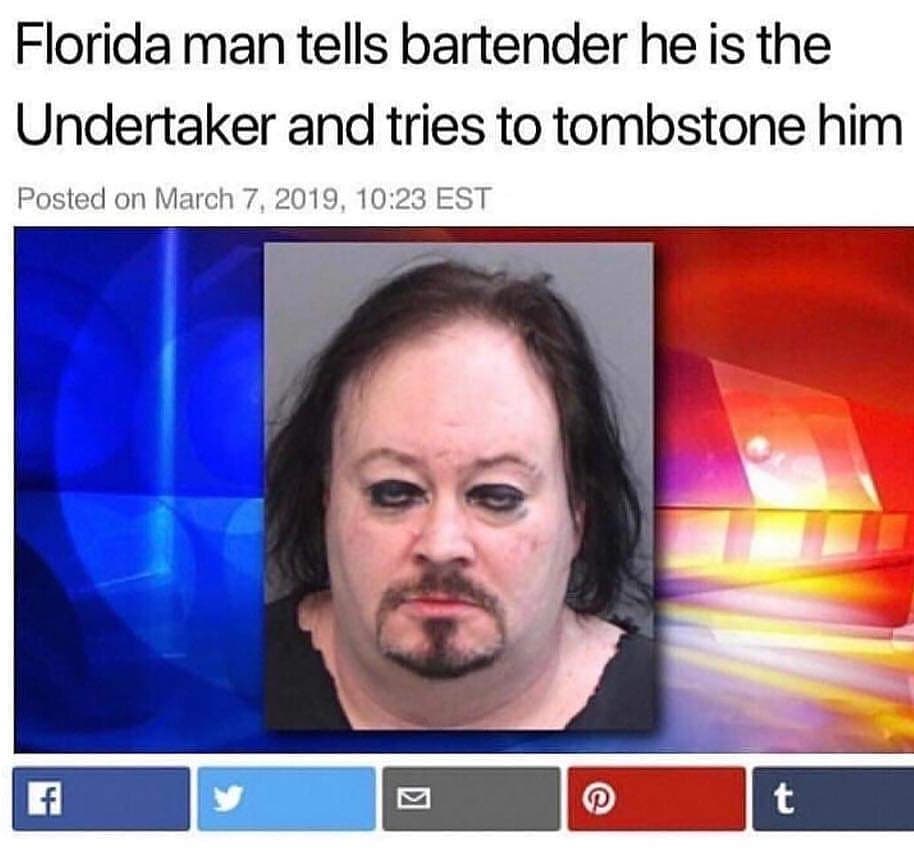 Florida man tells bartender he is the
Undertaker and tries to tombstone him
Posted on March 7, 2019, 10:23 EST